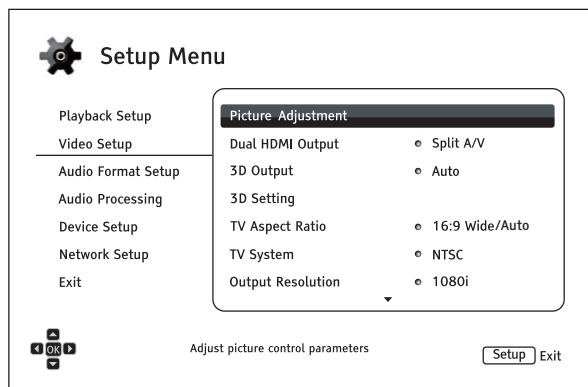 Setup Menu
Playback Setup
Video Setup
Audio Format Setup
Audio Processing
Device Setup
Network Setup
Exit
Picture Adjustment
Dual HDMI Output Split A/V
3D Output Auto
3D Setting
TV Aspect Ratio 16:9 Wide/Auto
TV System NTSC
Output Resolution 1080i
OK
Adjust picture control parameters
Setup Exit